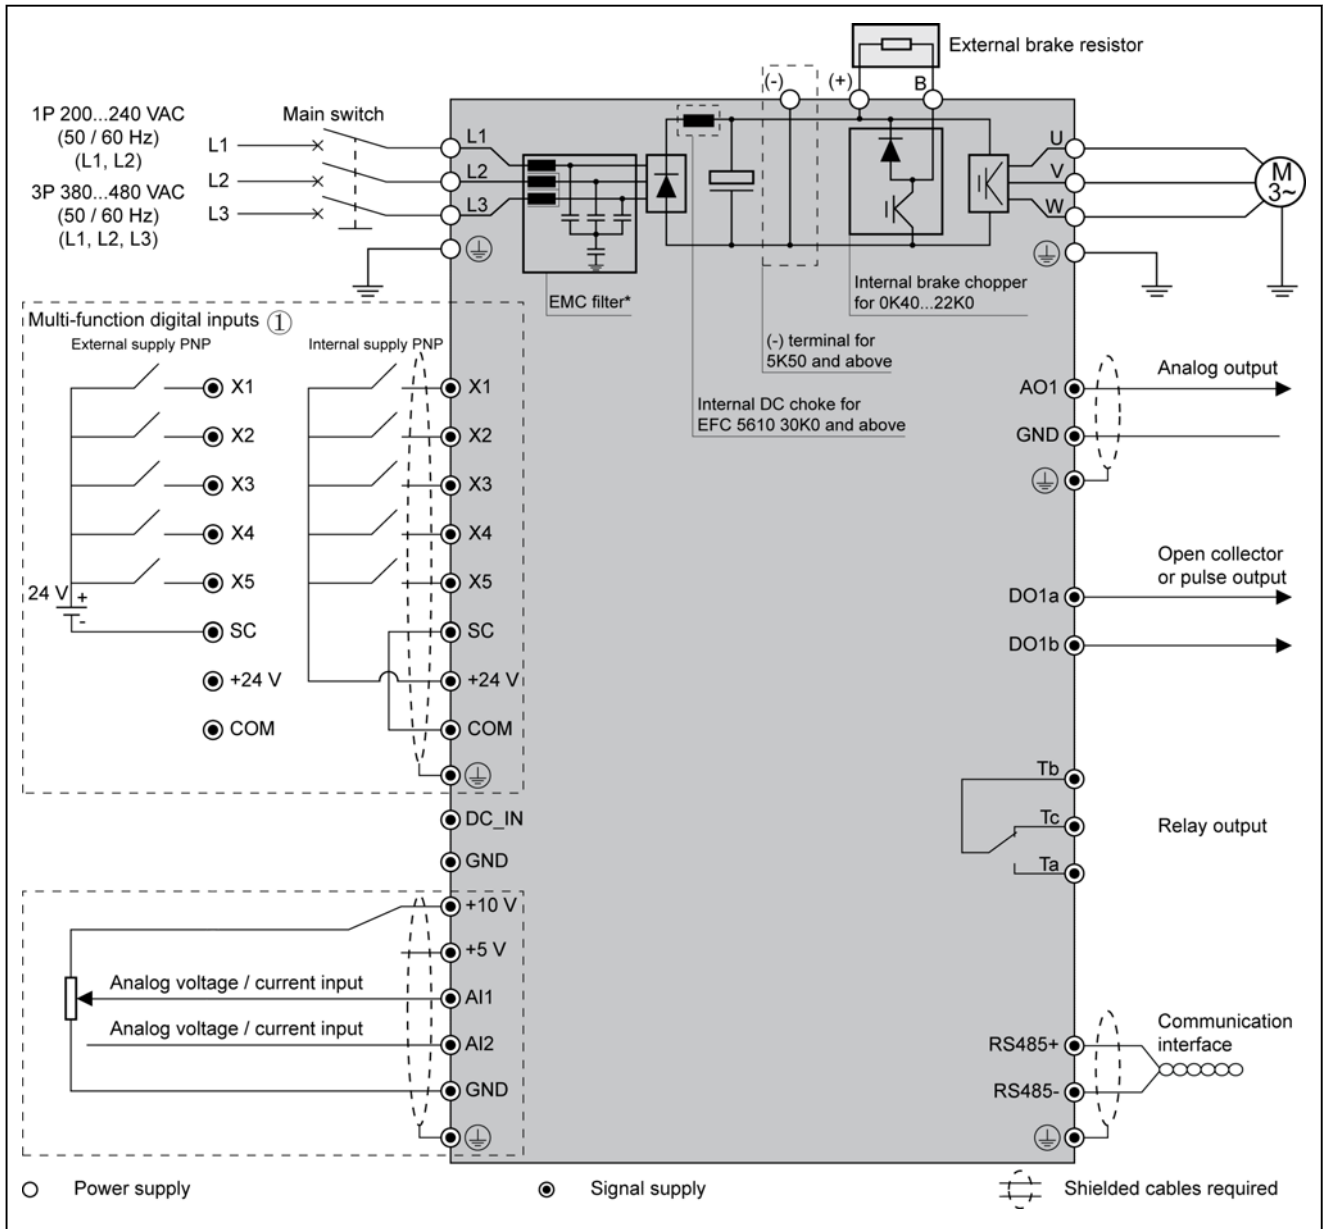 External brake resistor
(-)
(+)
B
1P 200...240 VAC
(50 / 60 Hz)
(L1, L2)
3P 380...480 VAC
(50 / 60 Hz)
(L1, L2, L3)
Main switch
L1
L2
L3
L1
L2
L3
U
V
W
M
3~
EMC filter*
Internal brake chopper
for 0K40...22K0
(-) terminal for
5K50 and above
Internal DC choke for
EFC 5610 30K0 and above
Multi-function digital inputs ①
External supply PNP
Internal supply PNP
X1
X2
X3
X4
X5
24 V
+
-
SC
+24 V
COM
X1
X2
X3
X4
X5
SC
+24 V
COM
DC_IN
GND
+10 V
+5 V
Analog voltage / current input
AI1
Analog voltage / current input
AI2
GND
AO1
Analog output
GND
Open collector
or pulse output
DO1a
DO1b
Tb
Tc
Relay output
Ta
Communication
interface
RS485+
RS485-
Power supply
Signal supply
Shielded cables required